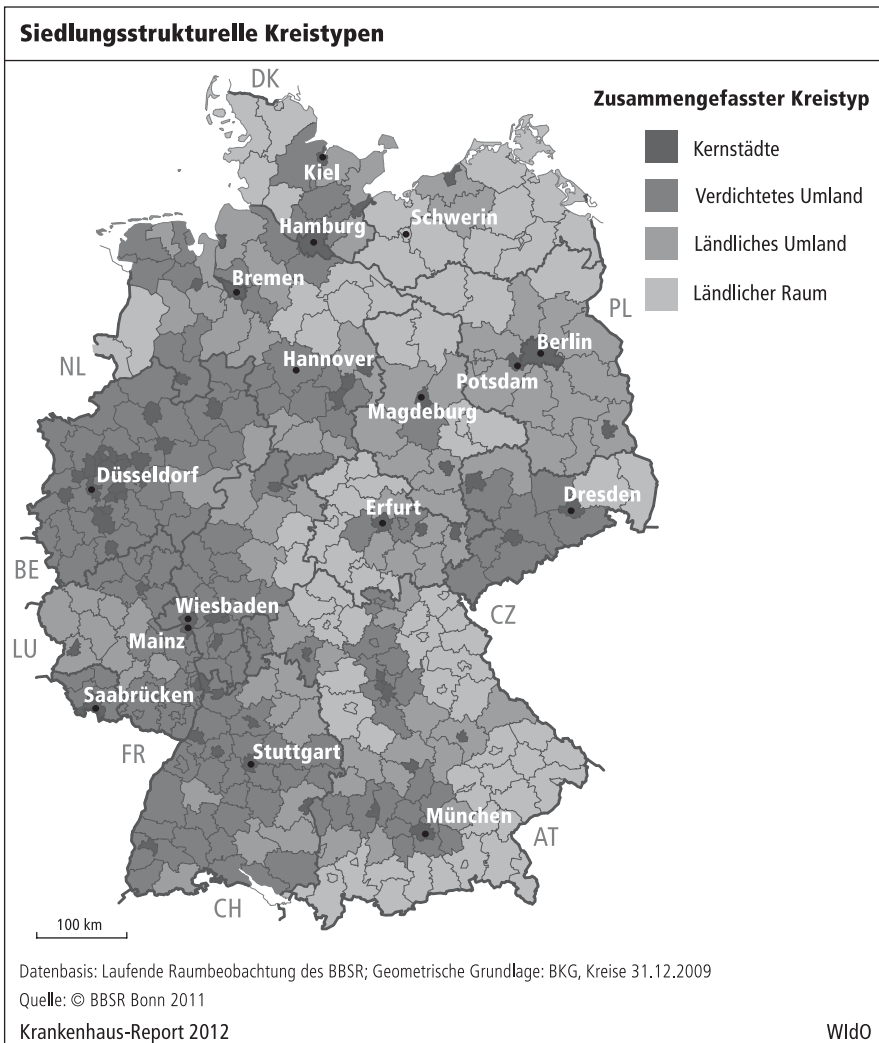 Siedlungsstrukturelle Kreistypen
DK
Zusammengefasster Kreistyp
Kernstädte
Kiel
Verdichtetes Umland
Hamburg
Schwerin
Ländliches Umland
Bremen
Ländlicher Raum
PL
Berlin
NL
Hannover
Potsdam
Magdeburg
Düsseldorf
Dresden
Erfurt
BE
Wiesbaden
CZ
LU
Mainz
Saabrücken
FR
Stuttgart
München
AT
CH
100 km
Datenbasis: Laufende Raumbeobachtung des BBSR; Geometrische Grundlage: BKG, Kreise 31.12.2009
Quelle: © BBSR Bonn 2011
Krankenhaus-Report 2012 WIdO